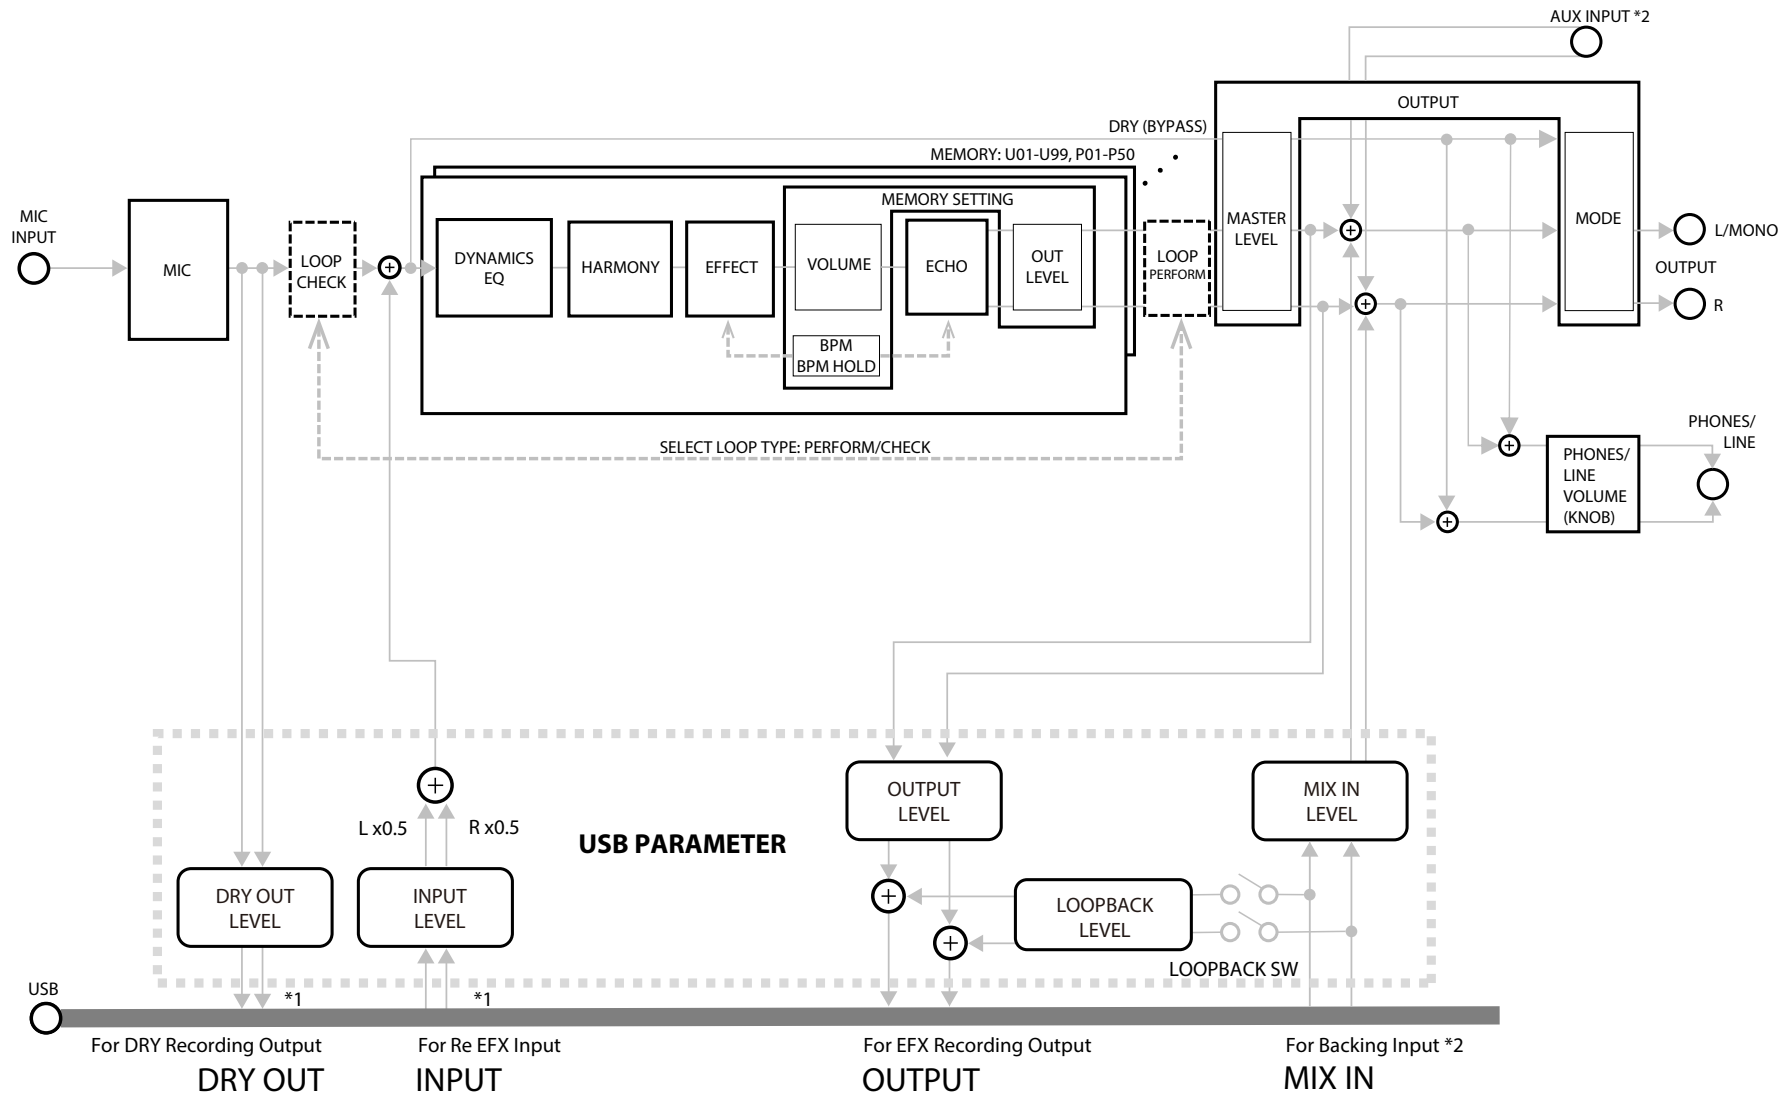 AUX INPUT *2
OUTPUT
DRY (BYPASS)
MEMORY: U01-U99, P01-P50
MEMORY SETTING
MIC
INPUT
MIC
LOOP
CHECK
+
DYNAMICS
EQ
HARMONY
EFFECT
VOLUME
ECHO
OUT
LEVEL
BPM
BPM HOLD
LOOP
PERFORM
MASTER
LEVEL
+
+
MODE
L/MONO
OUTPUT
R
SELECT LOOP TYPE: PERFORM/CHECK
+
+
PHONES/
LINE
VOLUME
(KNOB)
PHONES/
LINE
+
L x0.5
R x0.5
USB PARAMETER
OUTPUT
LEVEL
MIX IN
LEVEL
DRY OUT
LEVEL
INPUT
LEVEL
+
+
LOOPBACK
LEVEL
LOOPBACK SW
USB
*1
*1
For DRY Recording Output
DRY OUT
For Re EFX Input
INPUT
For EFX Recording Output
OUTPUT
For Backing Input *2
MIX IN